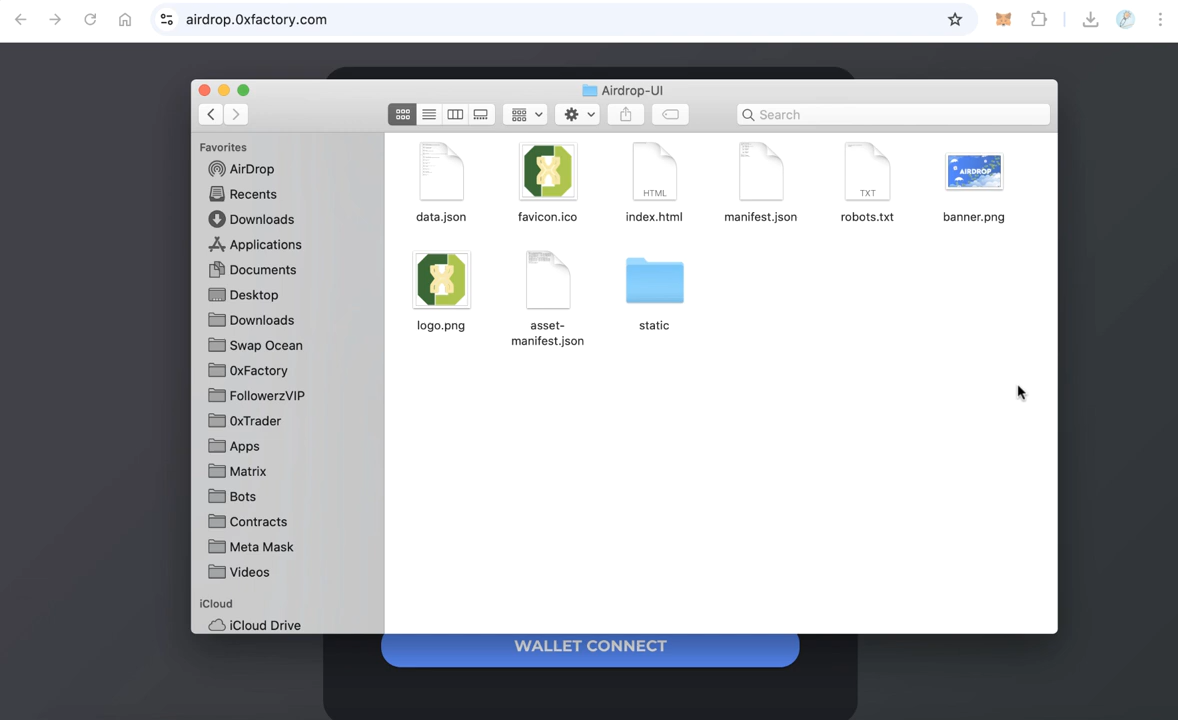 airdrop.0xfactory.com
Airdrop-UI
Search
Favorites
AirDrop
Recents
Downloads
Applications
Documents
Desktop
Downloads
Swap Ocean
0xFactory
FollowerzVIP
0xTrader
Apps
Matrix
Bots
Contracts
Meta Mask
Videos
iCloud
iCloud Drive
data.json
favicon.ico
HTML
index.html
manifest.json
TXT
robots.txt
AIRDROP
banner.png
logo.png
asset-
manifest.json
static
WALLET CONNECT